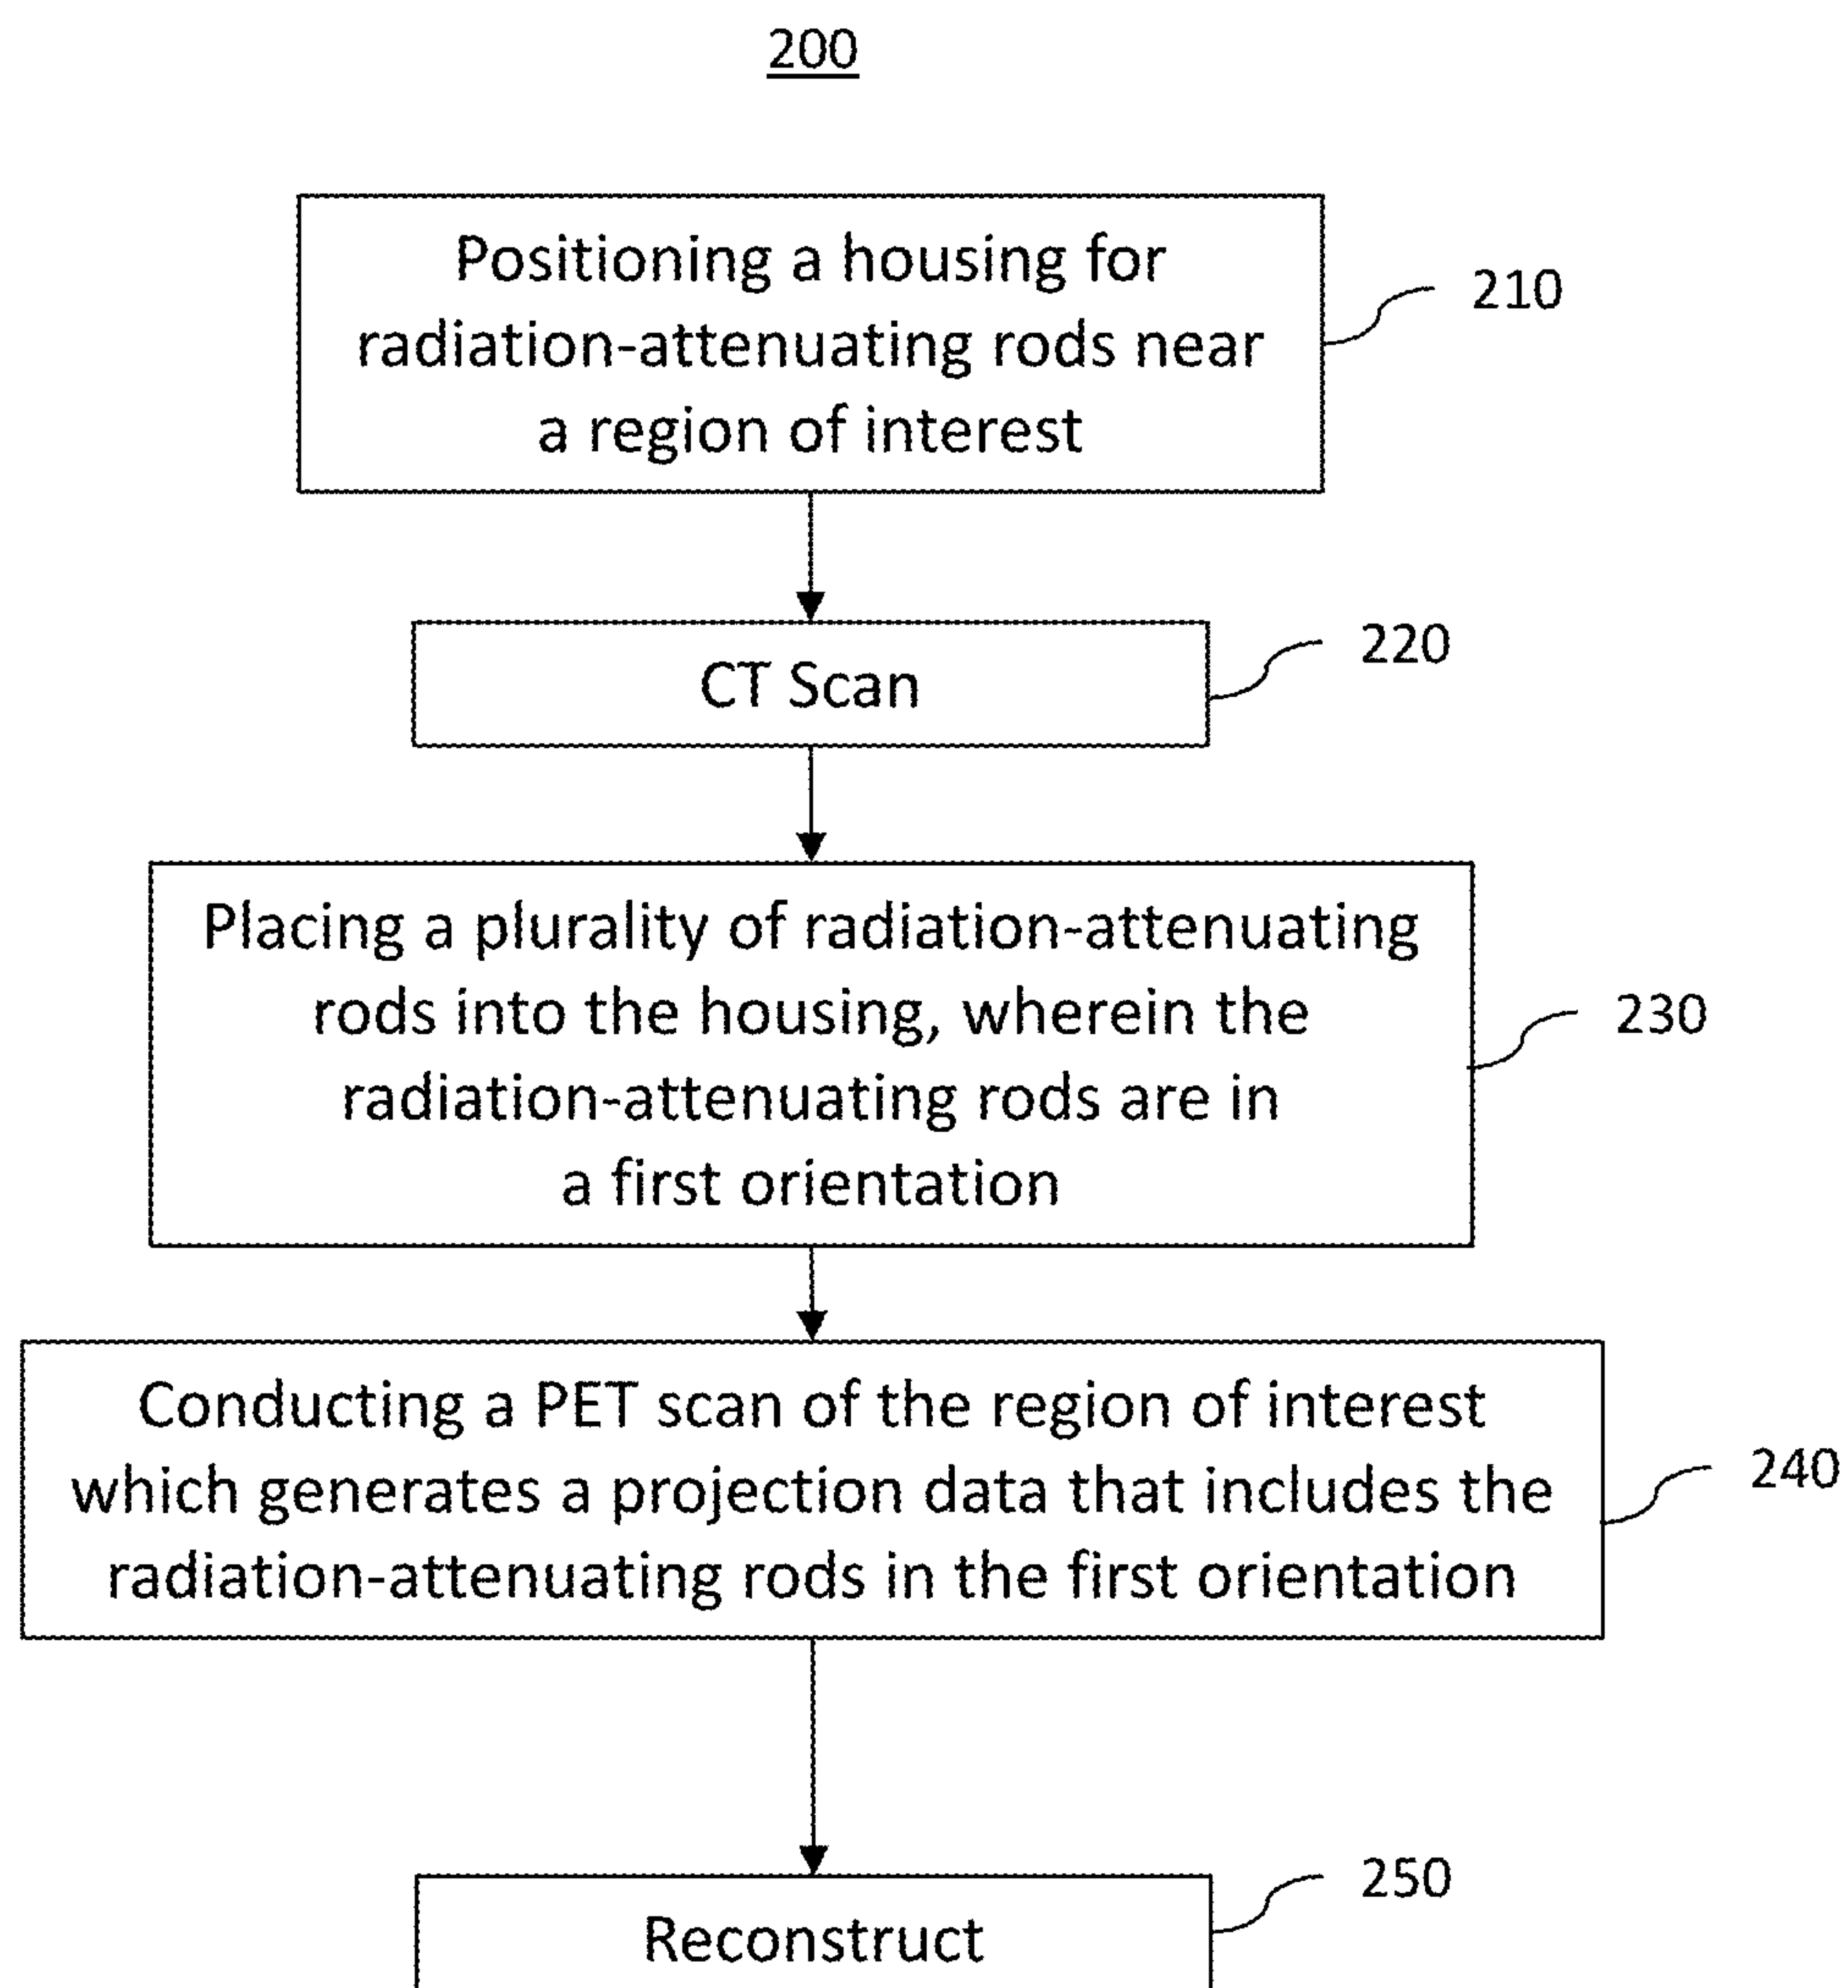 200
Positioning a housing for
radiation-attenuating rods near
a region of interest
210
CT Scan
220
Placing a plurality of radiation-attenuating
rods into the housing, wherein the
radiation-attenuating rods are in
a first orientation
230
Conducting a PET scan of the region of interest
which generates a projection data that includes the
radiation-attenuating rods in the first orientation
240
Reconstruct
250